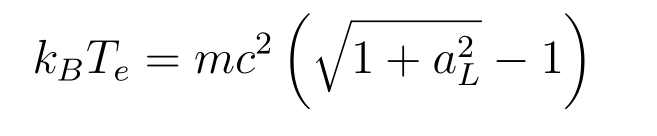 k_B T_e = mc^2 \left( \sqrt{1 + a_L^2} - 1 \right)